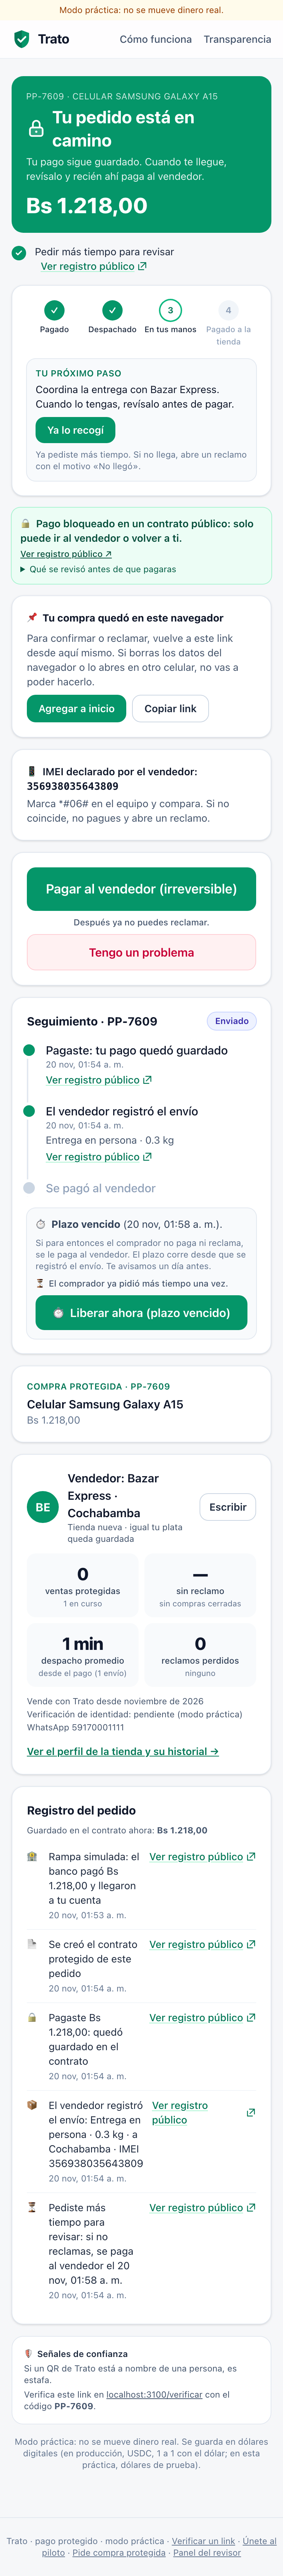 Modo práctica: no se mueve dinero real.
Trato
Cómo funciona Transparencia
PP-7609 · CELULAR SAMSUNG GALAXY A15
Tu pedido está en
camino
Tu pago sigue guardado. Cuando te llegue,
revísalo y recién ahí paga al vendedor.
Bs 1.218,00
Pedir más tiempo para revisar
Ver registro público
3
4
Pagado
Despachado
En tus manos
Pagado a la
tienda
TU PRÓXIMO PASO
Coordina la entrega con Bazar Express.
Cuando lo tengas, revísalo antes de pagar.
Ya lo recogí
Ya pediste más tiempo. Si no llega, abre un reclamo
con el motivo «No llegó».
Pago bloqueado en un contrato público: solo
puede ir al vendedor o volver a ti.
Ver registro público ↗
▶ Qué se revisó antes de que pagaras
Tu compra quedó en este navegador
Para confirmar o reclamar, vuelve a este link
desde aquí mismo. Si borras los datos del
navegador o lo abres en otro celular, no vas a
poder hacerlo.
Agregar a inicio
Copiar link
IMEI declarado por el vendedor:
356938035643809
Marca *#06# en el equipo y compara. Si no
coincide, no pagues y abre un reclamo.
Pagar al vendedor (irreversible)
Después ya no puedes reclamar.
Tengo un problema
Seguimiento · PP-7609
Enviado
Pagaste: tu pago quedó guardado
20 nov, 01:54 a. m.
Ver registro público
El vendedor registró el envío
20 nov, 01:54 a. m.
Entrega en persona · 0.3 kg
Ver registro público
Se pagó al vendedor
Plazo vencido (20 nov, 01:58 a. m.).
Si para entonces el comprador no paga ni reclama,
se le paga al vendedor. El plazo corre desde que se
registró el envío. Te avisamos un día antes.
El comprador ya pidió más tiempo una vez.
Liberar ahora (plazo vencido)
COMPRA PROTEGIDA · PP-7609
Celular Samsung Galaxy A15
Bs 1.218,00
BE
Vendedor: Bazar
Express ·
Cochabamba
Tienda nueva · igual tu plata
queda guardada
Escribir
0
ventas protegidas
1 en curso
—
sin reclamo
sin compras cerradas
1 min
despacho promedio
desde el pago (1 envío)
0
reclamos perdidos
ninguno
Vende con Trato desde noviembre de 2026
Verificación de identidad: pendiente (modo práctica)
WhatsApp 59170001111
Ver el perfil de la tienda y su historial →
Registro del pedido
Guardado en el contrato ahora: Bs 1.218,00
Rampa simulada: el
banco pagó Bs
1.218,00 y llegaron
a tu cuenta
20 nov, 01:53 a. m.
Ver registro público
Se creó el contrato
protegido de este
pedido
20 nov, 01:54 a. m.
Ver registro público
Pagaste Bs
1.218,00: quedó
guardado en el
contrato
20 nov, 01:54 a. m.
Ver registro público
El vendedor registró
el envío: Entrega en
persona · 0.3 kg · a
Cochabamba · IMEI
356938035643809
20 nov, 01:54 a. m.
Ver registro
público
Pediste más
tiempo para
revisar: si no
reclamas, se paga
al vendedor el 20
nov, 01:58 a. m.
20 nov, 01:54 a. m.
Ver registro público
Señales de confianza
Si un QR de Trato está a nombre de una persona, es
estafa.
Verifica este link en localhost:3100/verificar con el
código PP-7609.
Modo práctica: no se mueve dinero real. Se guarda en dólares
digitales (en producción, USDC, 1 a 1 con el dólar; en esta
práctica, dólares de prueba).
Trato · pago protegido · modo práctica · Verificar un link · Únete al
piloto · Pide compra protegida · Panel del revisor